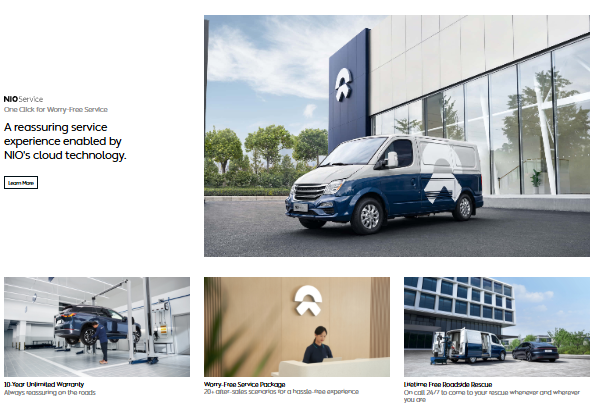 NIO Service
One Click for Worry-Free Service
A reassuring service
experience enabled by
NIO's cloud technology.
Learn More
10-Year Unlimited Warranty
Always reassuring on the roads
Worry-Free Service Package
20+ after-sales scenarios for a hassle-free experience
Lifetime Free Roadside Rescue
On call 24/7 to come to your rescue whenever and wherever
you are